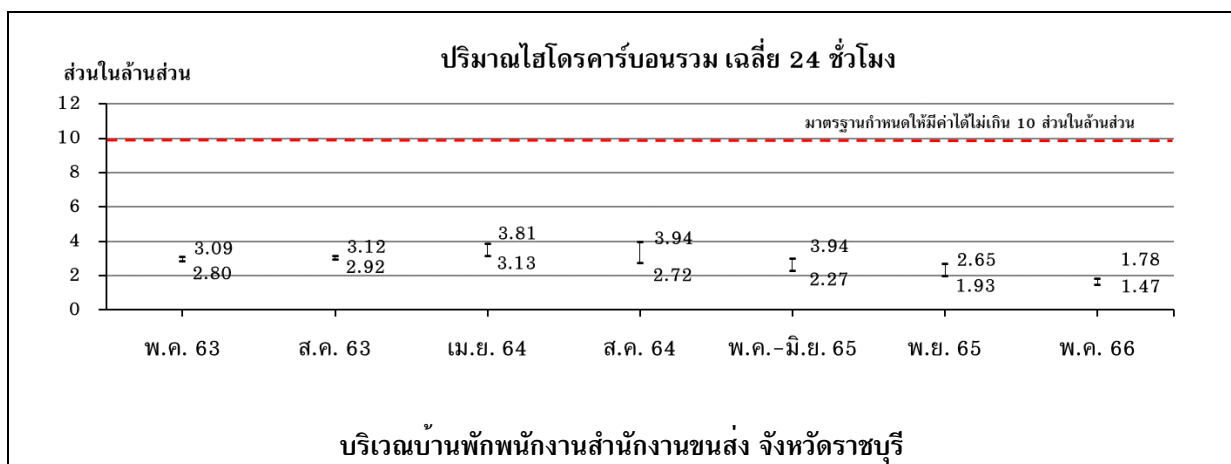 ปริมาณไฮโดรคาร์บอนรวม เฉลี่ย 24 ชั่วโมง
ส่วนในล้านส่วน
12
มาตรฐานกำหนดให้มีค่าได้ไม่เกิน 10 ส่วนในล้านส่วน
10
8
6
4
2
0
3.09 3.12 3.81 3.94 3.94 2.65 1.78
2.80 2.92 3.13 2.72 2.27 1.93 1.47
พ.ค. 63 ส.ค. 63 เม.ย. 64 ส.ค. 64 พ.ค.-มิ.ย. 65 พ.ย. 65 พ.ค. 66
บริเวณบ้านพักพนักงานสำนักงานขนส่ง จังหวัดราชบุรี